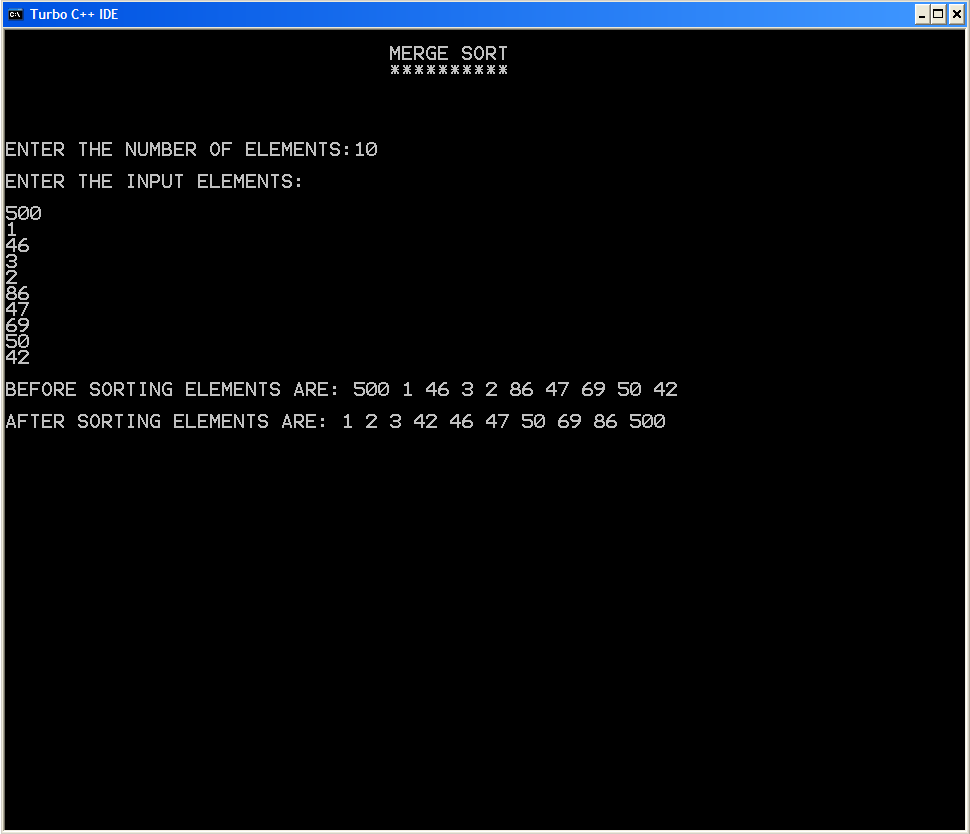 Turbo C++ IDE
MERGE SORT
**********
ENTER THE NUMBER OF ELEMENTS:10
ENTER THE INPUT ELEMENTS:
500
1
46
3
2
86
47
69
50
42
BEFORE SORTING ELEMENTS ARE: 500 1 46 3 2 86 47 69 50 42
AFTER SORTING ELEMENTS ARE: 1 2 3 42 46 47 50 69 86 500